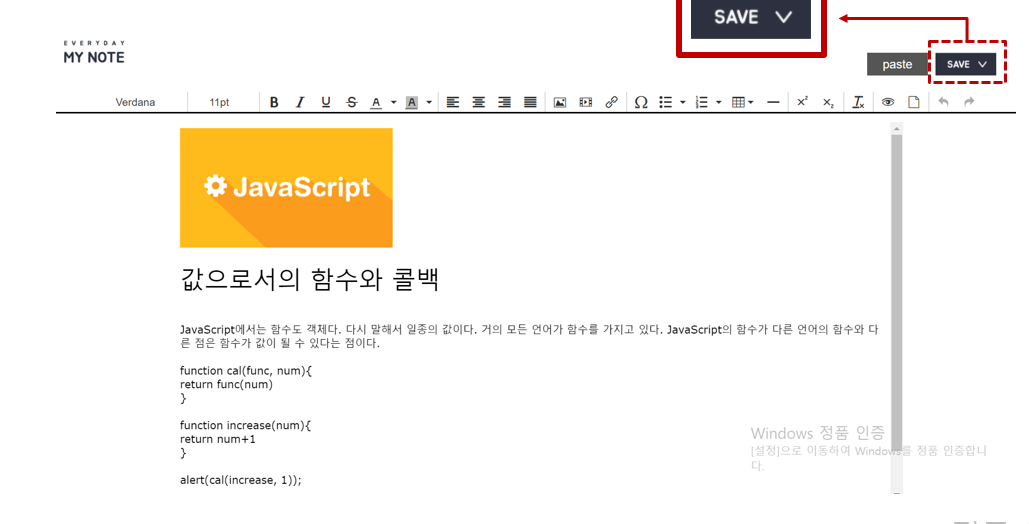 SAVE
EVERYDAY
MY NOTE
paste
SAVE
Verdana
11pt
JavaScript
값으로서의 함수와 콜백
JavaScript에서는 함수도 객체다. 다시 말해서 일종의 값이다. 거의 모든 언어가 함수를 가지고 있다. JavaScript의 함수가 다른 언어의 함수와 다
른 점은 함수가 값이 될 수 있다는 점이다.
function cal(func, num){
return func(num)
}
function increase(num){
return num+1
}
alert(cal(increase, 1));
Windows 정품 인증
[설정]으로 이동하여 Windows를 정품 인증합니
다.